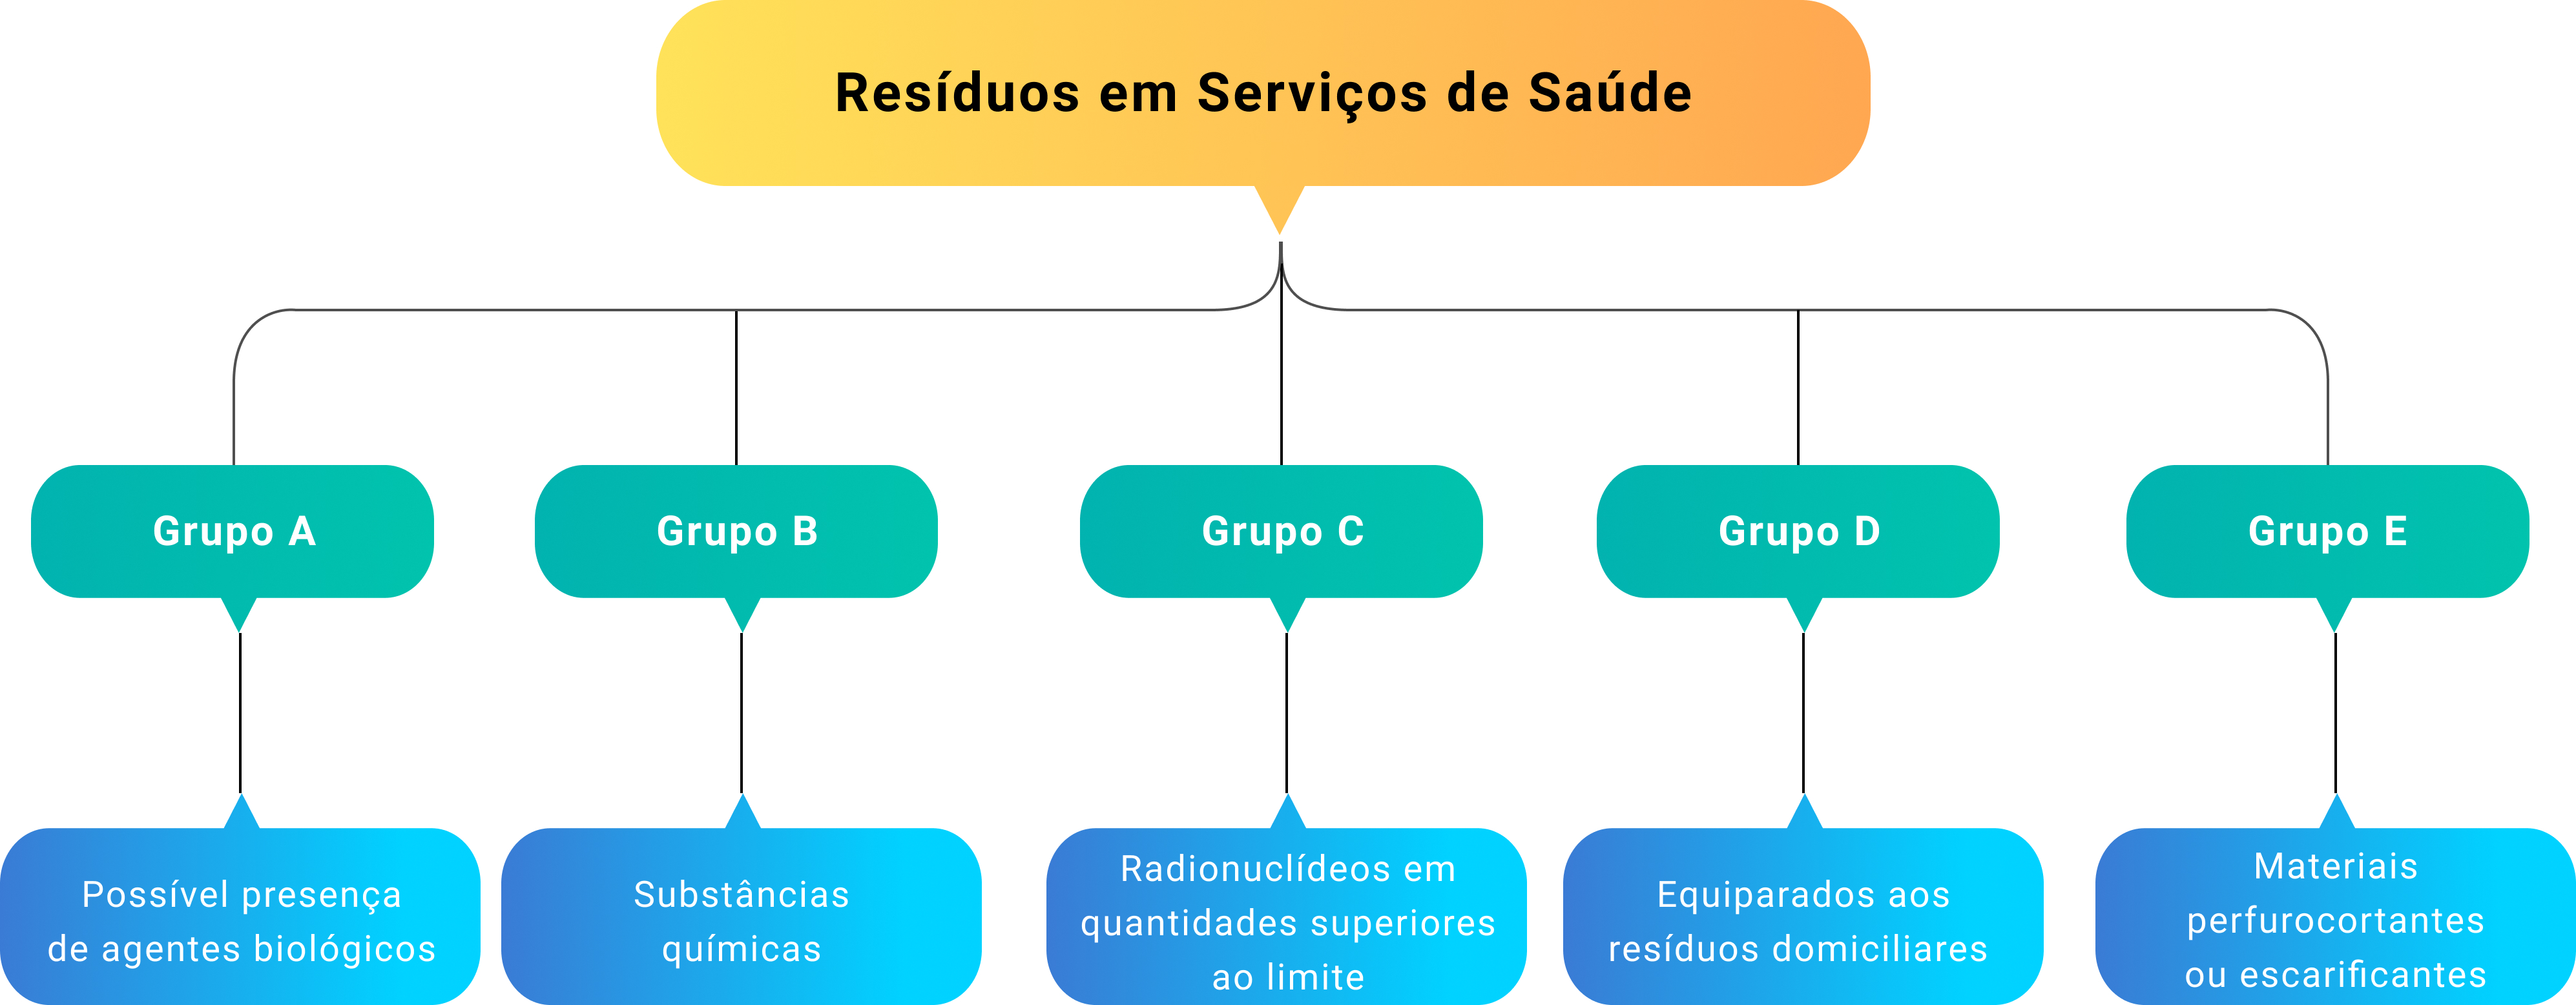 Resíduos em Serviços de Saúde
Grupo A
Grupo B
Grupo C
Grupo D
Grupo E
Possível presença
de agentes biológicos
Substâncias
químicas
Radionuclídeos em
quantidades superiores
ao limite
Equiparados aos
resíduos domiciliares
Materiais
perfurocortantes
ou escarificantes